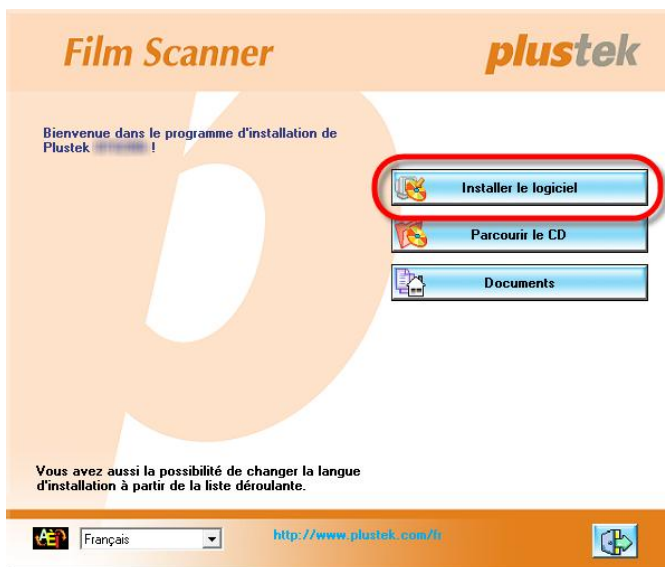 Film Scanner
plustek
Bienvenue dans le programme d'installation de
Plustek !
Installer le logiciel
Parcourir le CD
Documents
Vous avez aussi la possibilité de changer la langue
d'installation à partir de la liste déroulante.
Français
http://www.plustek.com/fr